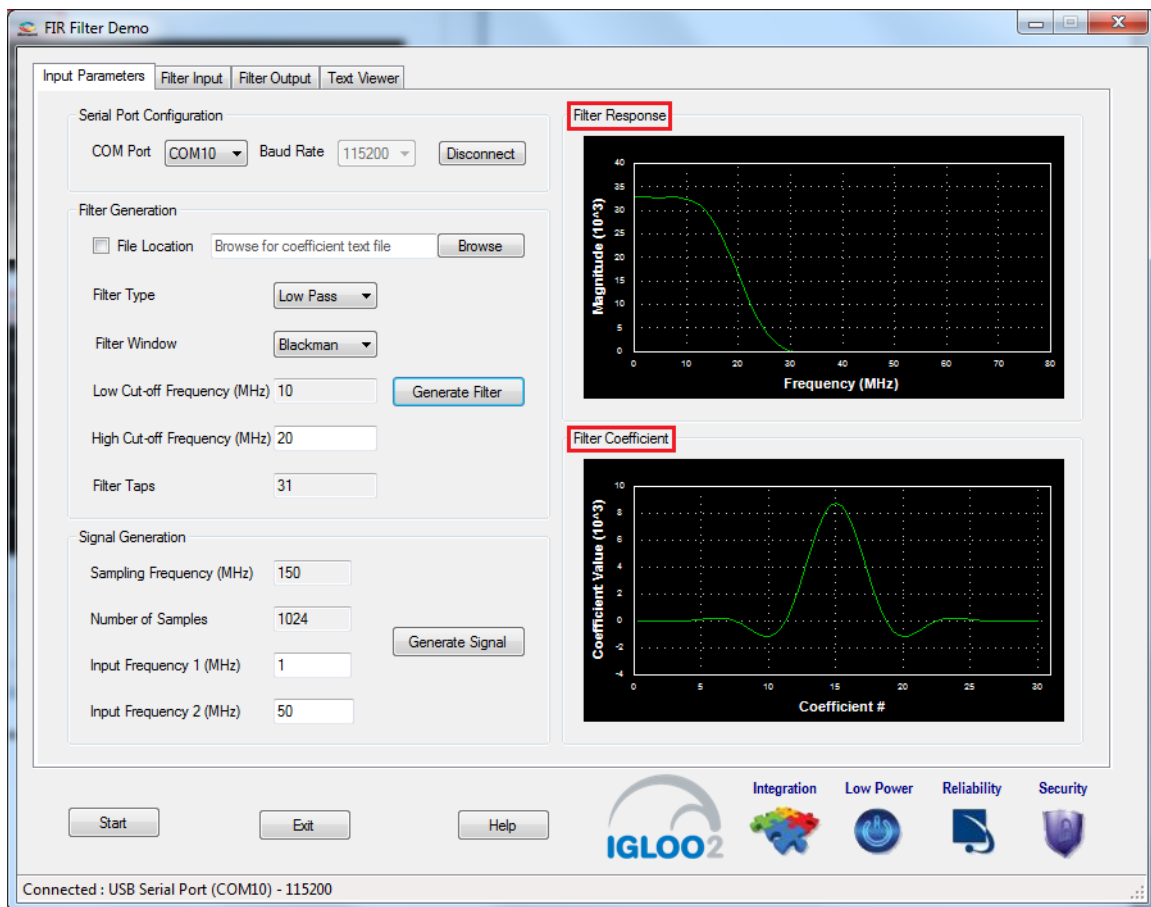 FIR Filter Demo
Input Parameters
Filter Input
Filter Output
Text Viewer
Serial Port Configuration
COM Port COM10 Baud Rate 115200 Disconnect
Filter Generation
File Location Browse for coefficient text file Browse
Filter Type Low Pass
Filter Window Blackman
Low Cut-off Frequency (MHz) 10 Generate Filter
High Cut-off Frequency (MHz) 20
Filter Taps 31
Signal Generation
Sampling Frequency (MHz) 150
Number of Samples 1024
Generate Signal
Input Frequency 1 (MHz) 1
Input Frequency 2 (MHz) 50
Filter Response
Magnitude (10^3)
40
35
30
25
20
15
10
5
0
0 10 20 30 40 50 60 70 80
Frequency (MHz)
Filter Coefficient
Coefficient Value (10^3)
10
8
6
4
2
0
-2
-4
0 5 10 15 20 25 30
Coefficient #
Start
Exit
Help
IGLOO2
Integration
Low Power
Reliability
Security
Connected : USB Serial Port (COM10) - 115200